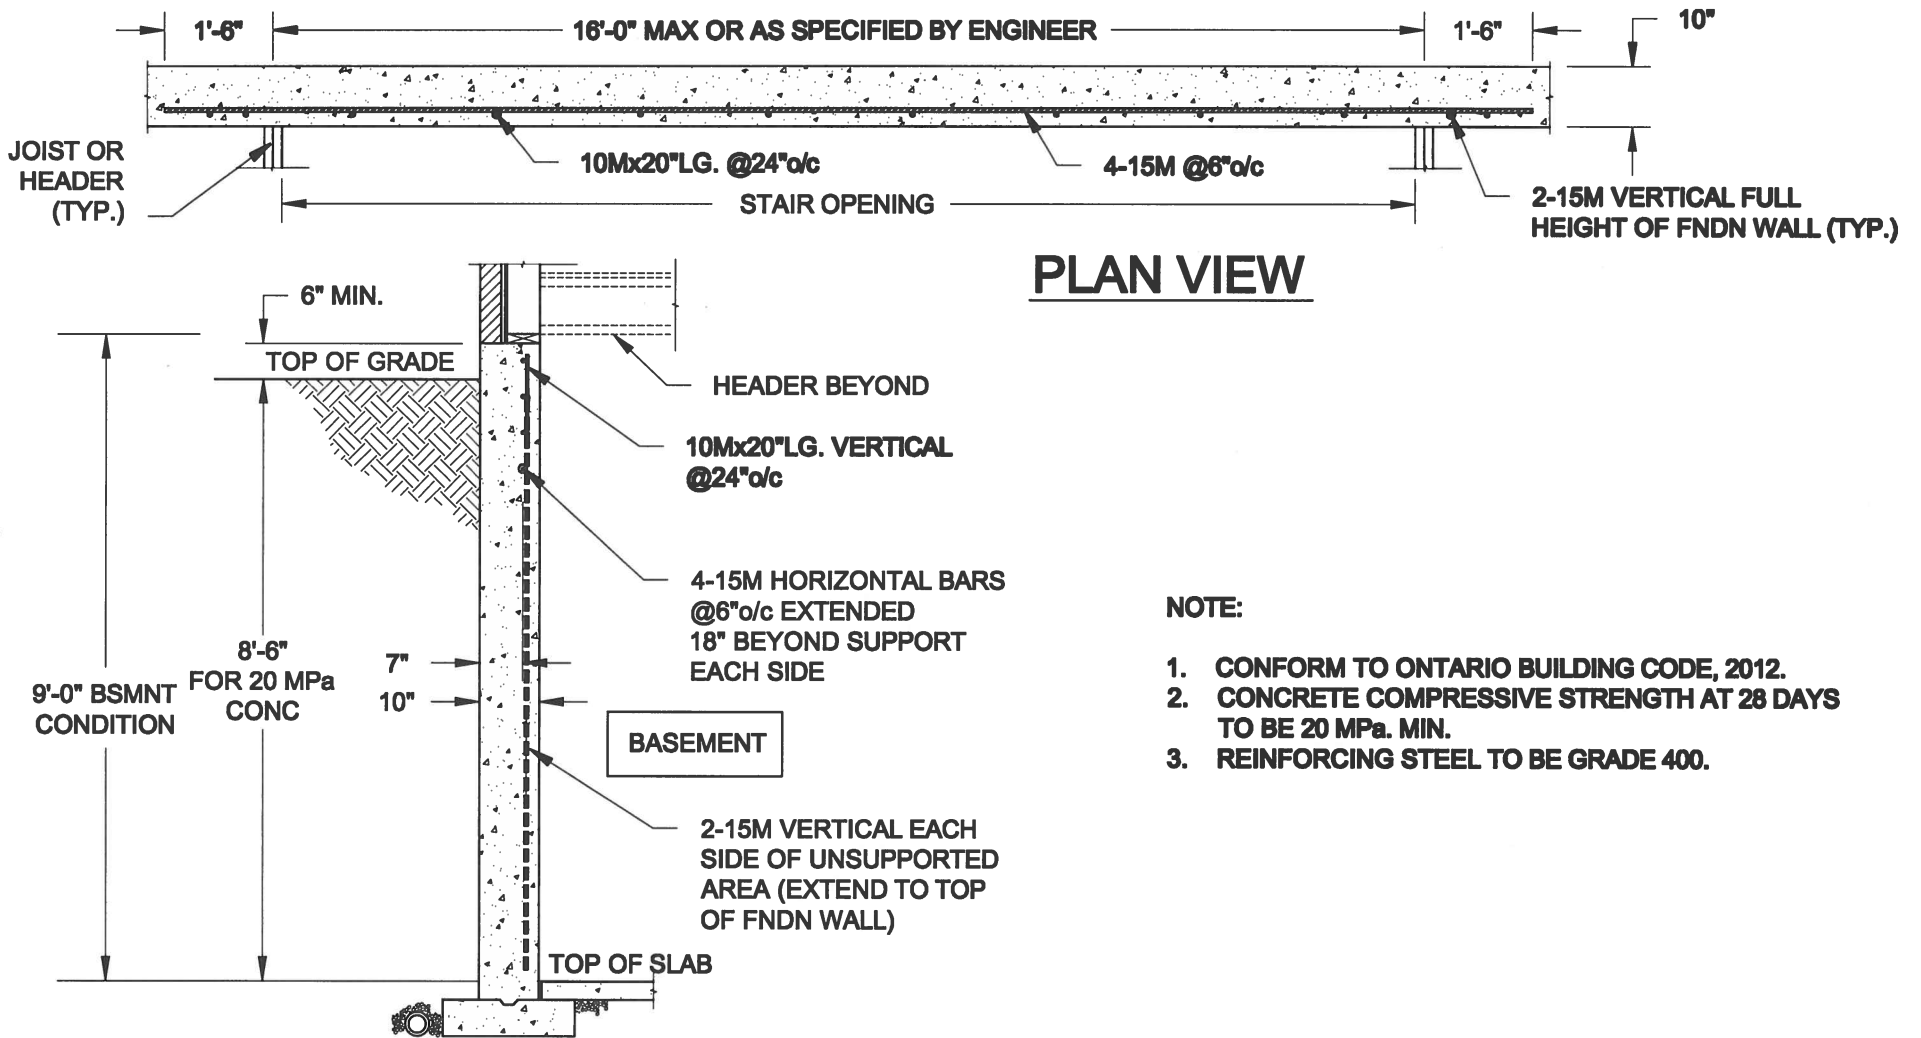 1'-6"
16'-0" MAX OR AS SPECIFIED BY ENGINEER
1'-6"
10"
JOIST OR
HEADER
(TYP.)
10Mx20"LG. @24"o/c
4-15M @6"o/c
STAIR OPENING
2-15M VERTICAL FULL
HEIGHT OF FNDN WALL (TYP.)
PLAN VIEW
6" MIN.
TOP OF GRADE
HEADER BEYOND
10Mx20"LG. VERTICAL
@24"o/c
4-15M HORIZONTAL BARS
@6"o/c EXTENDED
18" BEYOND SUPPORT
EACH SIDE
9'-0" BSMNT
CONDITION
8'-6"
FOR 20 MPa
CONC
7"
10"
BASEMENT
2-15M VERTICAL EACH
SIDE OF UNSUPPORTED
AREA (EXTEND TO TOP
OF FNDN WALL)
TOP OF SLAB
NOTE:
1. CONFORM TO ONTARIO BUILDING CODE, 2012.
2. CONCRETE COMPRESSIVE STRENGTH AT 28 DAYS
TO BE 20 MPa. MIN.
3. REINFORCING STEEL TO BE GRADE 400.